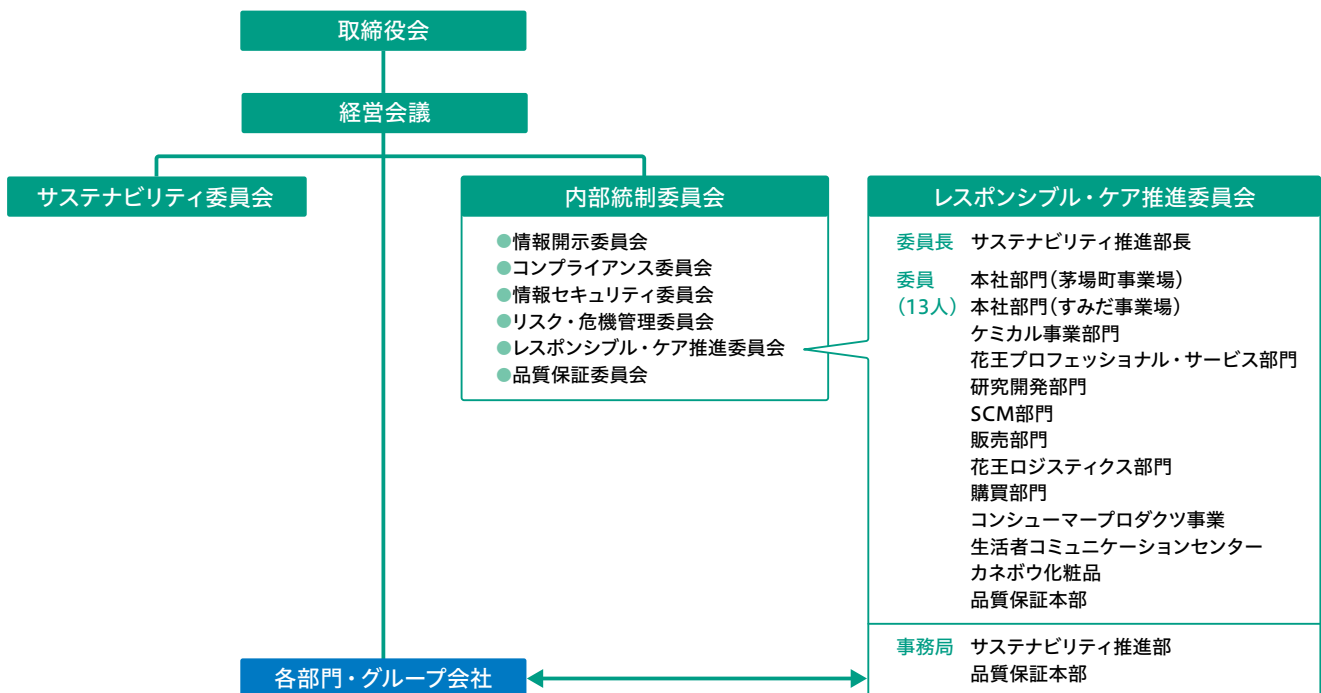 取締役会
経営会議
サステナビリティ委員会
内部統制委員会
●情報開示委員会
●コンプライアンス委員会
●情報セキュリティ委員会
●リスク・危機管理委員会
●レスポンシブル・ケア推進委員会
●品質保証委員会
レスポンシブル・ケア推進委員会
委員長 サステナビリティ推進部長
委員 本社部門(茅場町事業場)
(13人) 本社部門(すみだ事業場)
ケミカル事業部門
花王プロフェッショナル・サービス部門
研究開発部門
SCM部門
販売部門
花王ロジスティクス部門
購買部門
コンシューマープロダクツ事業
生活者コミュニケーションセンター
カネボウ化粧品
品質保証本部
事務局 サステナビリティ推進部
品質保証本部
各部門・グループ会社